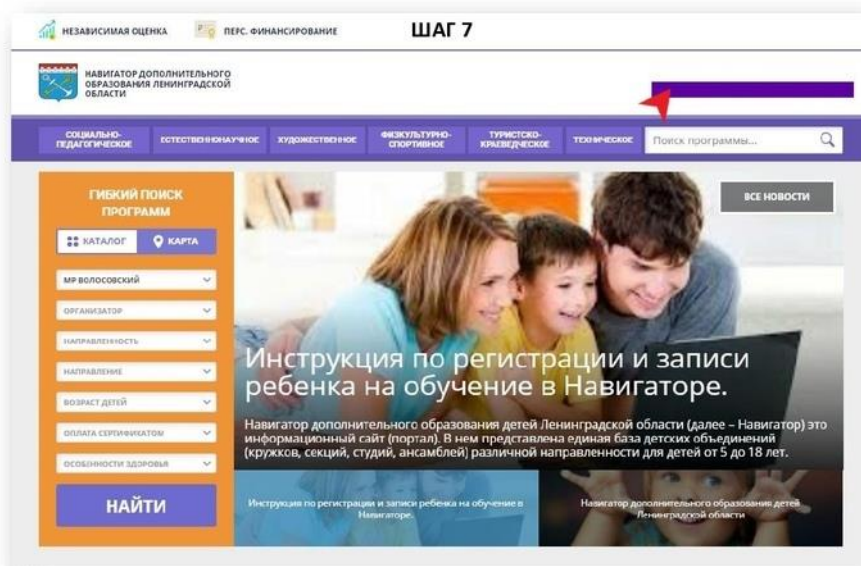 НЕЗАВИСИМАЯ ОЦЕНКА
ПЕРС. ФИНАНСИРОВАНИЕ
ШАГ 7
НАВИГАТОР ДОПОЛНИТЕЛЬНОГО
ОБРАЗОВАНИЯ ЛЕНИНГРАДСКОЙ
ОБЛАСТИ
СОЦИАЛЬНО-
ПЕДАГОГИЧЕСКОЕ
ЕСТЕСТВЕННОНАУЧНОЕ
ХУДОЖЕСТВЕННОЕ
ФИЗКУЛЬТУРНО-
СПОРТИВНОЕ
ТУРИСТСКО-
КРАЕВЕДЧЕСКОЕ
ТЕХНИЧЕСКОЕ
Поиск программы...
ГИБКИЙ ПОИСК
ПРОГРАММ
КАТАЛОГ
КАРТА
МР ВОЛОСОВСКИЙ
ОРГАНИЗАТОР
НАПРАВЛЕННОСТЬ
НАПРАВЛЕНИЕ
ВОЗРАСТ ДЕТЕЙ
ОПЛАТА СЕРТИФИКАТОМ
ОСОБЕННОСТИ ЗДОРОВЬЯ
НАЙТИ
ВСЕ НОВОСТИ
Инструкция по регистрации и записи
ребенка на обучение в Навигаторе.
Навигатор дополнительного образования детей Ленинградской области (далее – Навигатор) это
информационный сайт (портал). В нем представлена единая база детских объединений
(кружков, секций, студий, ансамблей) различной направленности для детей от 5 до 18 лет.
Инструкция по регистрации и записи ребенка на обучение в
Навигаторе.
Навигатор дополнительного образования детей
Ленинградской области